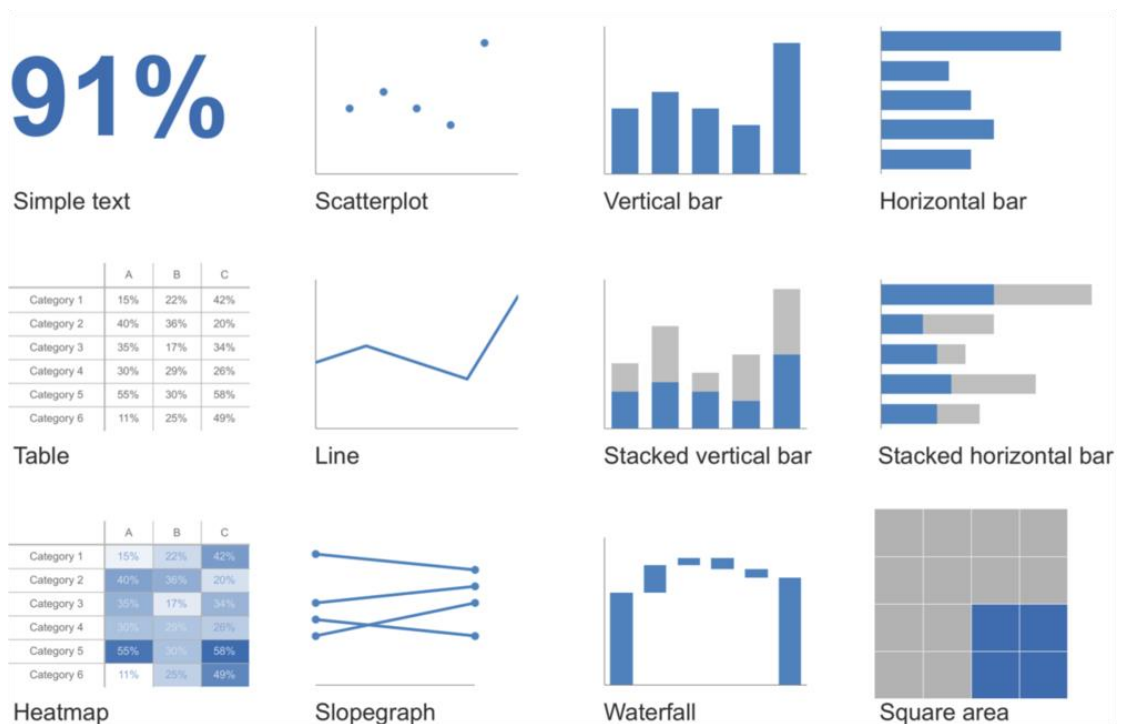 91%
Simple text
Scatterplot
Vertical bar
Horizontal bar
A B C
Category 1 15% 22% 42%
Category 2 40% 36% 20%
Category 3 35% 17% 34%
Category 4 30% 29% 26%
Category 5 55% 30% 58%
Category 6 11% 25% 49%
Table
Line
Stacked vertical bar
Stacked horizontal bar
A B C
Category 1 15% 22% 42%
Category 2 40% 36% 20%
Category 3 35% 17% 34%
Category 4 30% 29% 26%
Category 5 55% 30% 58%
Category 6 11% 25% 49%
Heatmap
Slopegraph
Waterfall
Square area